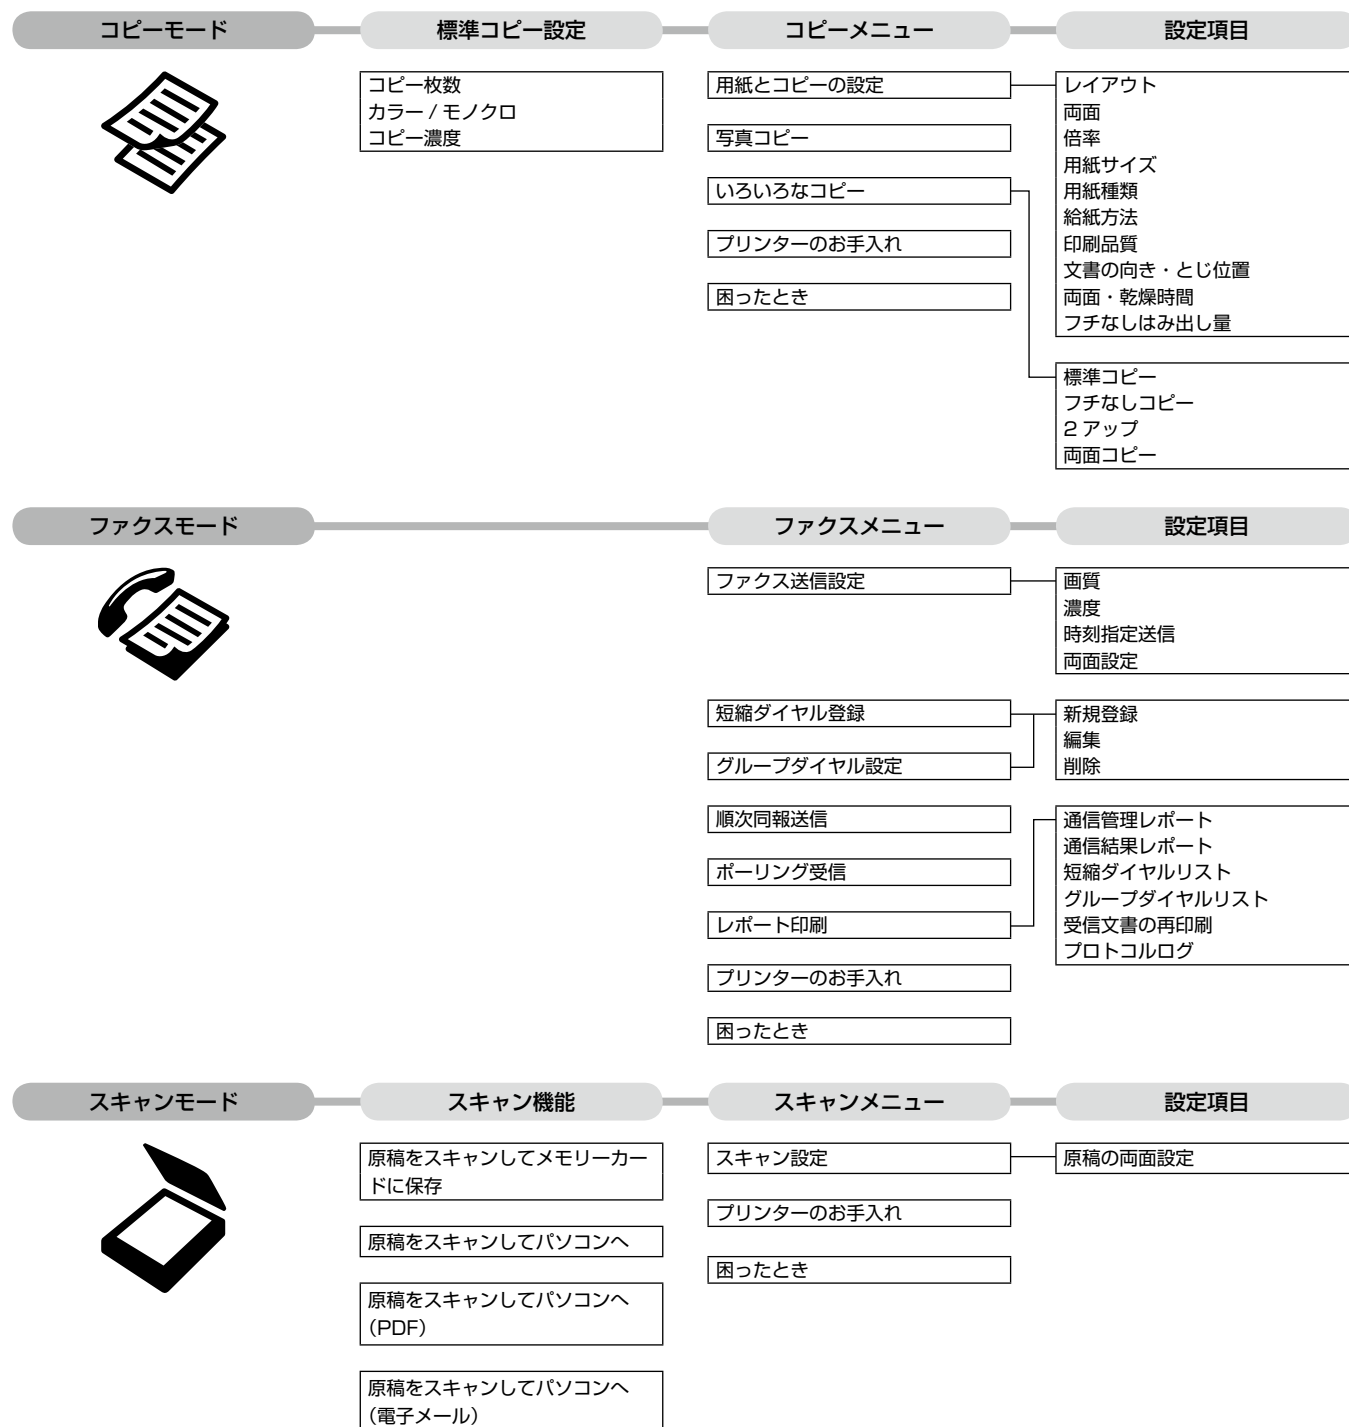 コピーモード
標準コピー設定
コピーメニュー
設定項目
コピー枚数
カラー / モノクロ
コピー濃度
用紙とコピーの設定
写真コピー
いろいろなコピー
プリンターのお手入れ
困ったとき
レイアウト
両面
倍率
用紙サイズ
用紙種類
給紙方法
印刷品質
文書の向き・とじ位置
両面・乾燥時間
フチなしはみ出し量
標準コピー
フチなしコピー
2 アップ
両面コピー
ファクスモード
ファクスメニュー
設定項目
ファクス送信設定
画質
濃度
時刻指定送信
両面設定
短縮ダイヤル登録
グループダイヤル設定
新規登録
編集
削除
順次同報送信
ポーリング受信
レポート印刷
プリンターのお手入れ
困ったとき
通信管理レポート
通信結果レポート
短縮ダイヤルリスト
グループダイヤルリスト
受信文書の再印刷
プロトコルログ
スキャンモード
スキャン機能
スキャンメニュー
設定項目
原稿をスキャンしてメモリーカー
ドに保存
原稿をスキャンしてパソコンへ
原稿をスキャンしてパソコンへ
（PDF）
原稿をスキャンしてパソコンへ
（電子メール）
スキャン設定
プリンターのお手入れ
困ったとき
原稿の両面設定